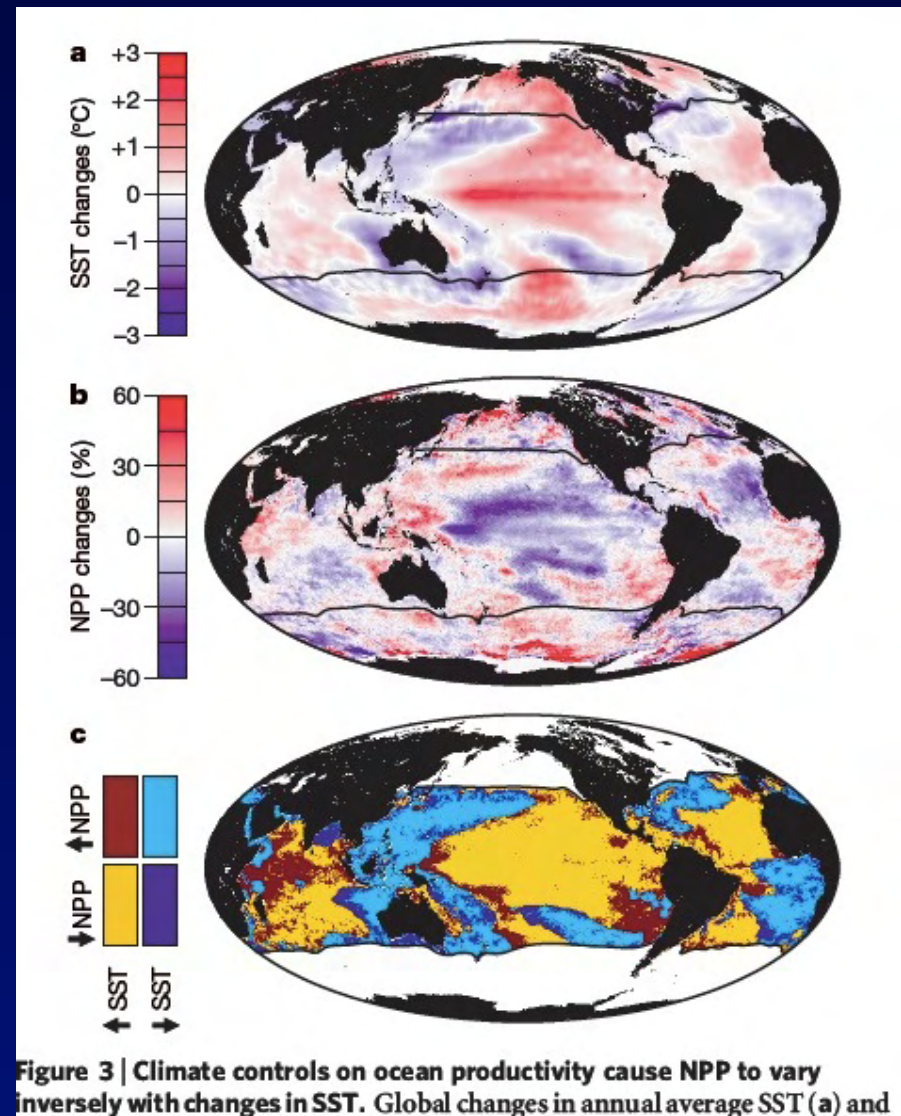 a
+3
+2
+1
0
−1
−2
−3
SST changes (°C)
b
60
30
0
−30
−60
NPP changes (%)
c
↑NPP
↓NPP
←SST
→SST
Figure 3 | Climate controls on ocean productivity cause NPP to vary
inversely with changes in SST. Global changes in annual average SST (a) and